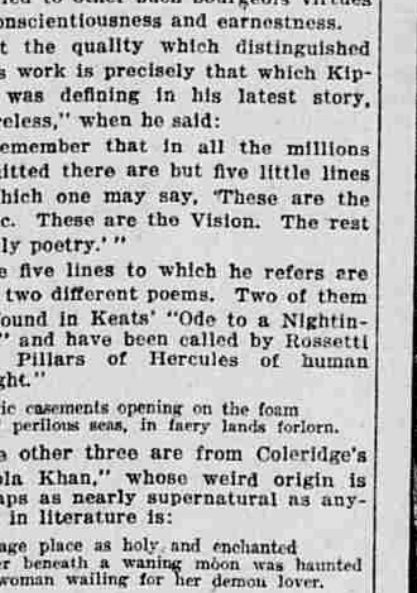 onscientiousness and earnestness.
t the quality which distinguished
s work is precisely that which Kip-
was defining in his latest story,
reless," when he said:
emember that in all the millions
itted there are but five little lines
hich one may say, 'These are the
c. These are the Vision. The rest
ly poetry.' "
e five lines to which he refers are
two different poems. Two of them
ound in Keats' "Ode to a Nightin-
" and have been called by Rossetti
Pillars of Hercules of human
ght."
ic casements opening on the foam
perilous seas, in faery lands forlorn.
e other three are from Coleridge's
bla Khan," whose weird origin is
aps as nearly supernatural as any-
in literature is:
age place as holy and enchanted
er beneath a waning moon was haunted
woman wailing for her demon lover.